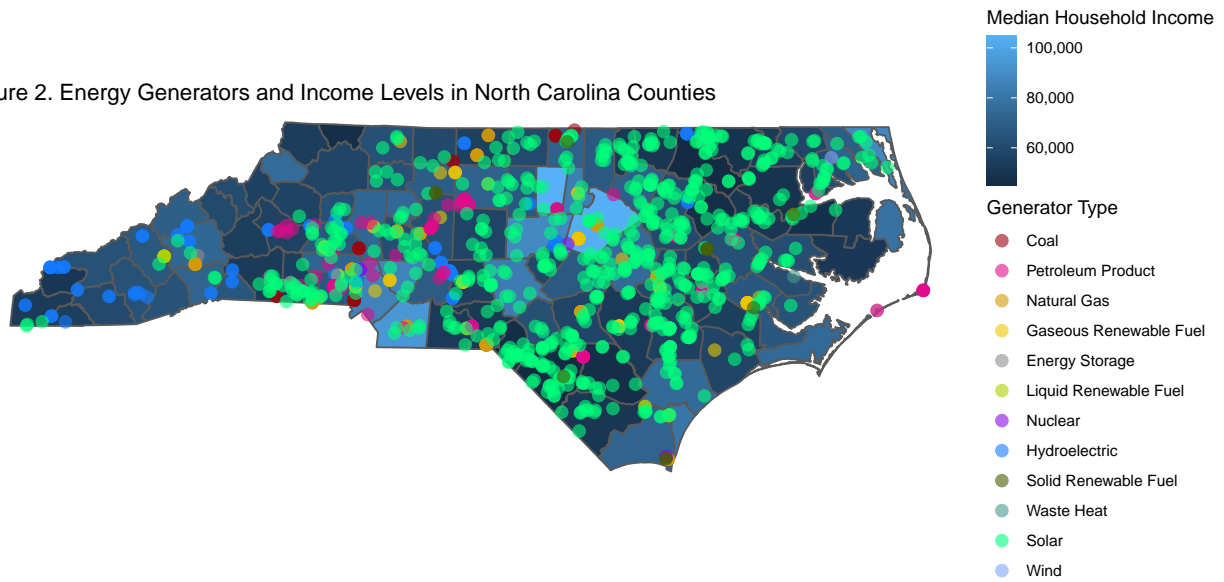 ure 2. Energy Generators and Income Levels in North Carolina Counties
Median Household Income
100,000
80,000
60,000
Generator Type
Coal
Petroleum Product
Natural Gas
Gaseous Renewable Fuel
Energy Storage
Liquid Renewable Fuel
Nuclear
Hydroelectric
Solid Renewable Fuel
Waste Heat
Solar
Wind